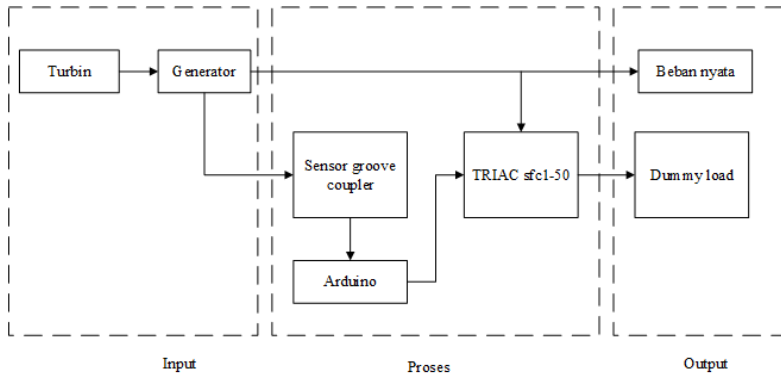 Turbin
Generator
Beban nyata
Sensor groove
coupler
TRIAC sfc1-50
Dummy load
Arduino
Input
Proses
Output